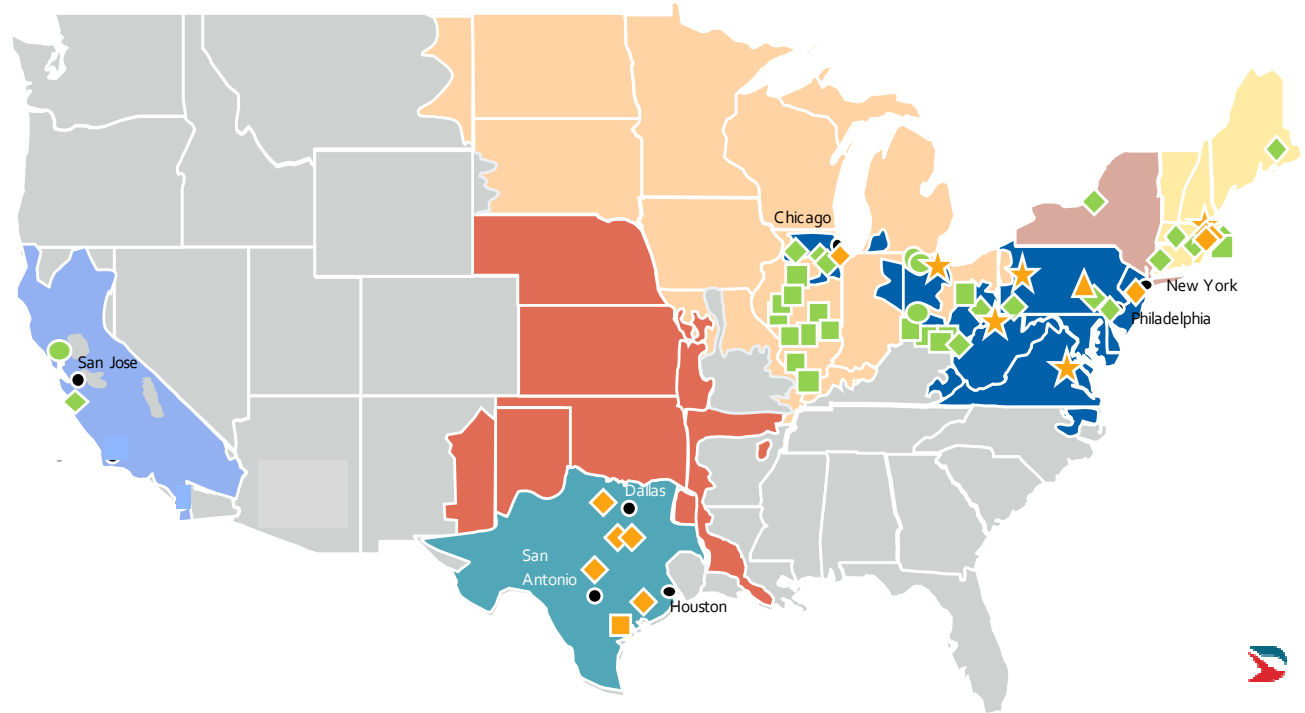 Chicago
New York
Philadelphia
San Jose
Dallas
San
Antonio
Houston